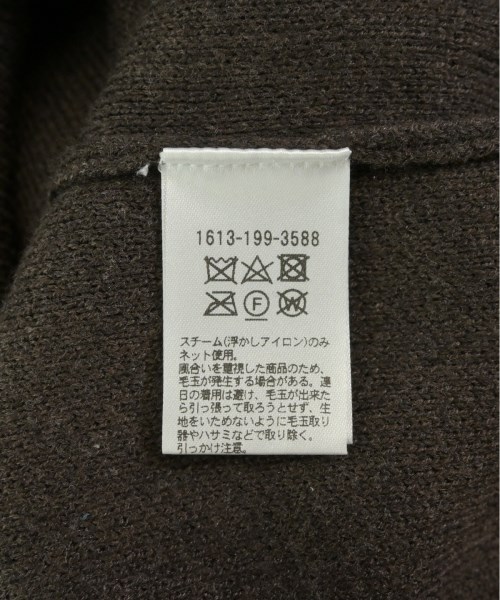 1613-199-3588
F W
スチーム(浮かしアイロン)のみ
ネット使用。
風合いを重視した商品のため、
毛玉が発生する場合がある。連
日の着用は避け、毛玉が出来た
ら引っ張って取ろうとせず、生
地をいためないように毛玉取り
器やハサミなどで取り除く。
引っかけ注意。